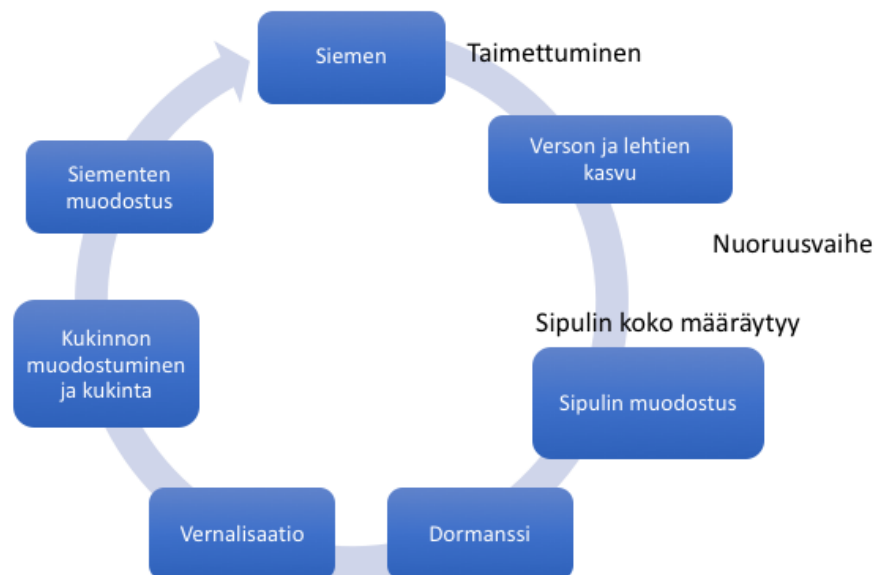 Siemen
Taimettuminen
Verson ja lehtien
kasvu
Nuoruusvaihe
Sipulin koko määräytyy
Sipulin muodostus
Dormanssi
Vernalisaatio
Kukinnon
muodostuminen
ja kukinta
Siementen
muodostus